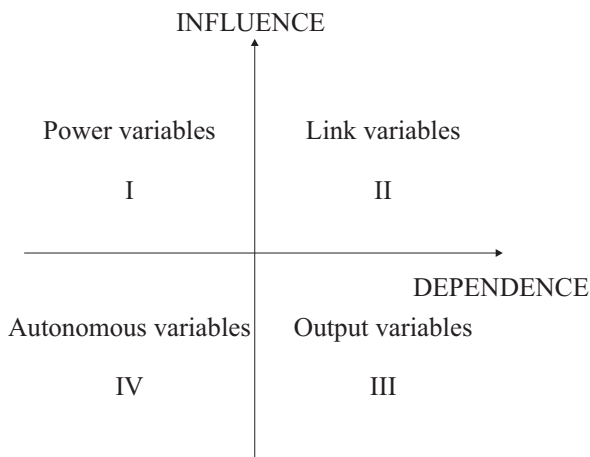 INFLUENCE
Power variables
Link variables
I
II
DEPENDENCE
Autonomous variables
Output variables
IV
III